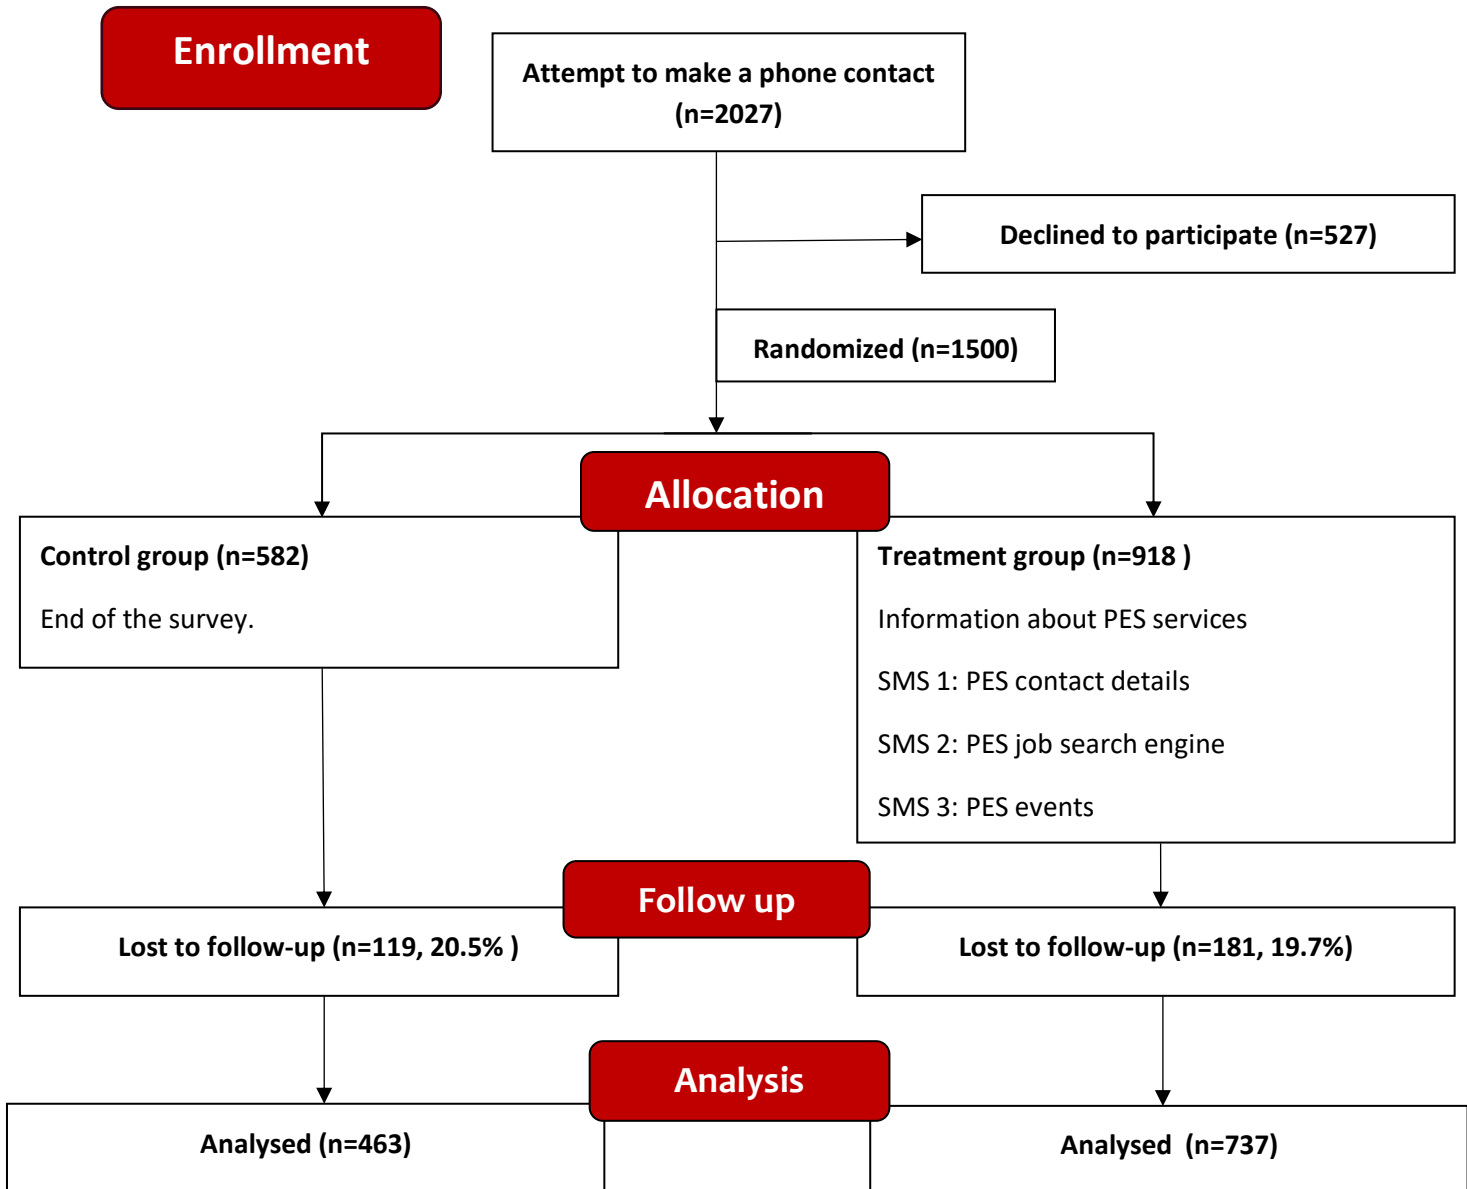 Enrollment
Attempt to make a phone contact
(n=2027)
Declined to participate (n=527)
Randomized (n=1500)
Allocation
Control group (n=582)
End of the survey.
Treatment group (n=918 )
Information about PES services
SMS 1: PES contact details
SMS 2: PES job search engine
SMS 3: PES events
Follow up
Lost to follow-up (n=119, 20.5% )
Lost to follow-up (n=181, 19.7%)
Analysis
Analysed (n=463)
Analysed  (n=737)